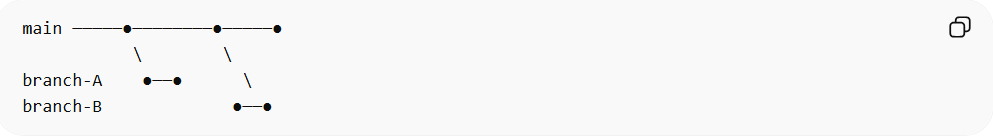 main ─────●────────●─────●
           \        \
branch-A    ●──●      \
branch-B             ●──●